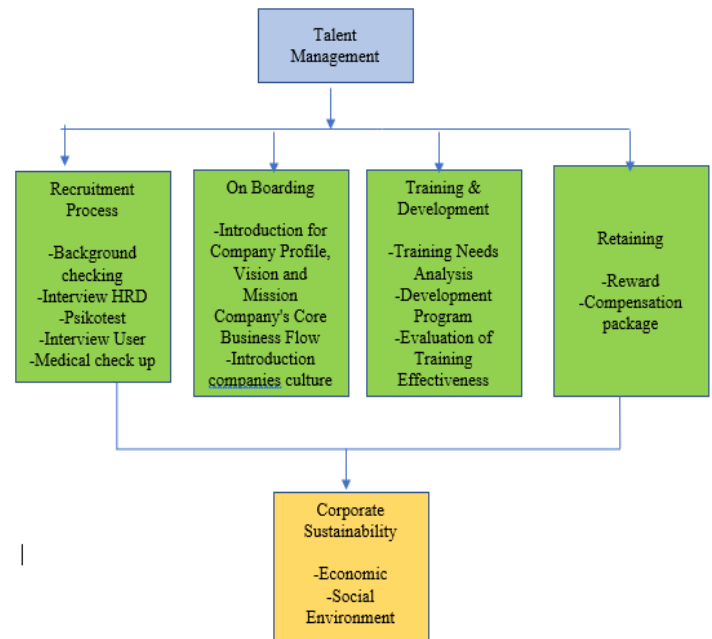 Talent
Management
Recruitment
Process
-Background
checking
-Interview HRD
-Psikotest
-Interview User
-Medical check up
On Boarding
-Introduction for
Company Profile,
Vision and
Mission
Company's Core
Business Flow
-Introduction
companies culture
Training &
Development
-Training Needs
Analysis
-Development
Program
-Evaluation of
Training
Effectiveness
Retaining
-Reward
-Compensation
package
Corporate
Sustainability
-Economic
-Social
Environment